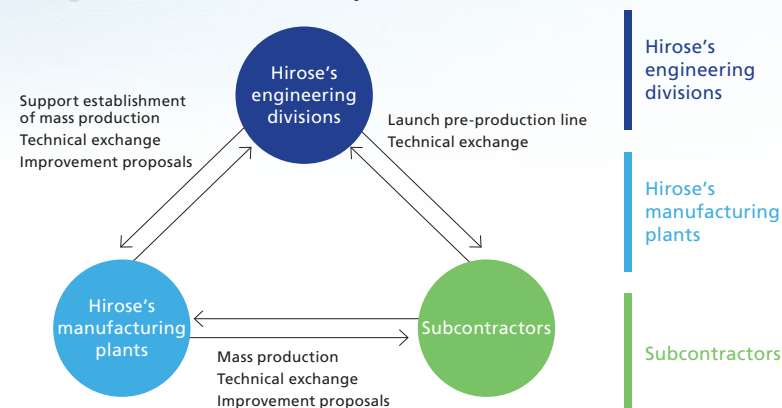 Hirose's
engineering
divisions
Support establishment
of mass production
Technical exchange
Improvement proposals
Launch pre-production line
Technical exchange
Hirose's
manufacturing
plants
Subcontractors
Mass production
Technical exchange
Improvement proposals
Hirose's
engineering
divisions
Hirose's
manufacturing
plants
Subcontractors